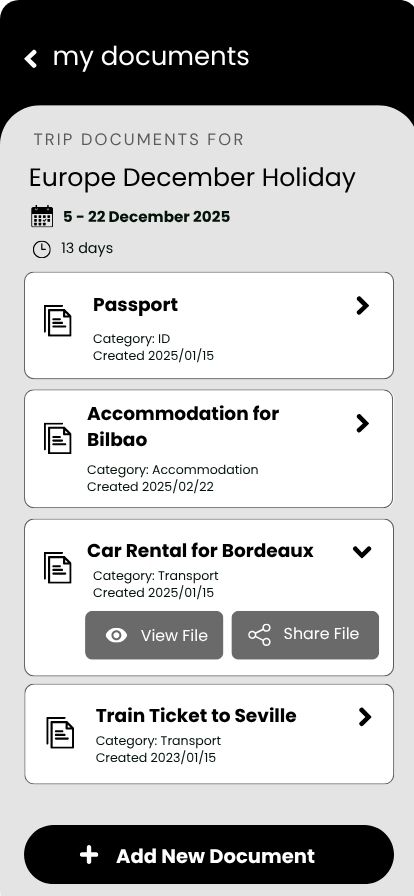 my documents
TRIP DOCUMENTS FOR
Europe December Holiday
5 - 22 December 2025
13 days
Passport
Category: ID
Created 2025/01/15
Accommodation for
Bilbao
Category: Accommodation
Created 2025/02/22
Car Rental for Bordeaux
Category: Transport
Created 2025/01/15
View File
Share File
Train Ticket to Seville
Category: Transport
Created 2023/01/15
Add New Document